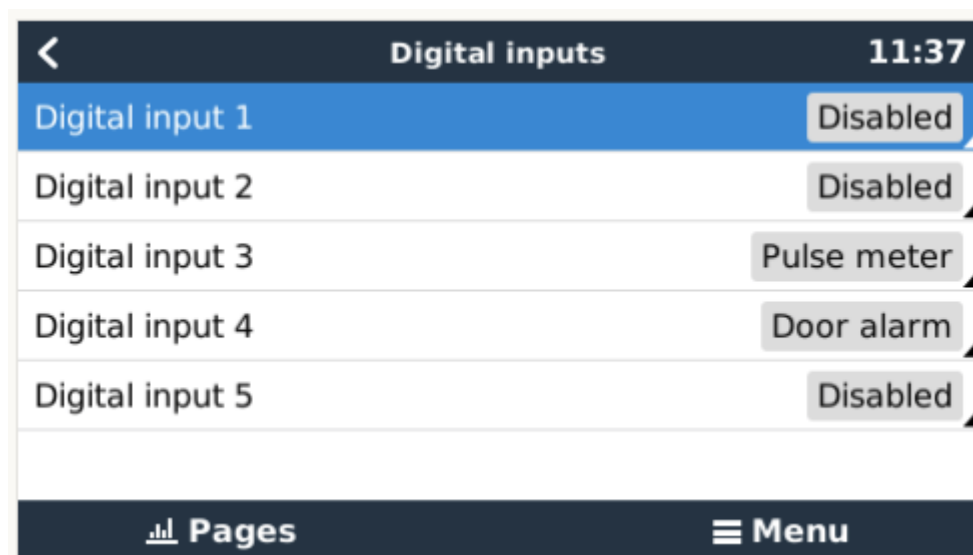 Digital inputs 11:37
Digital input 1 Disabled
Digital input 2 Disabled
Digital input 3 Pulse meter
Digital input 4 Door alarm
Digital input 5 Disabled
Pages Menu